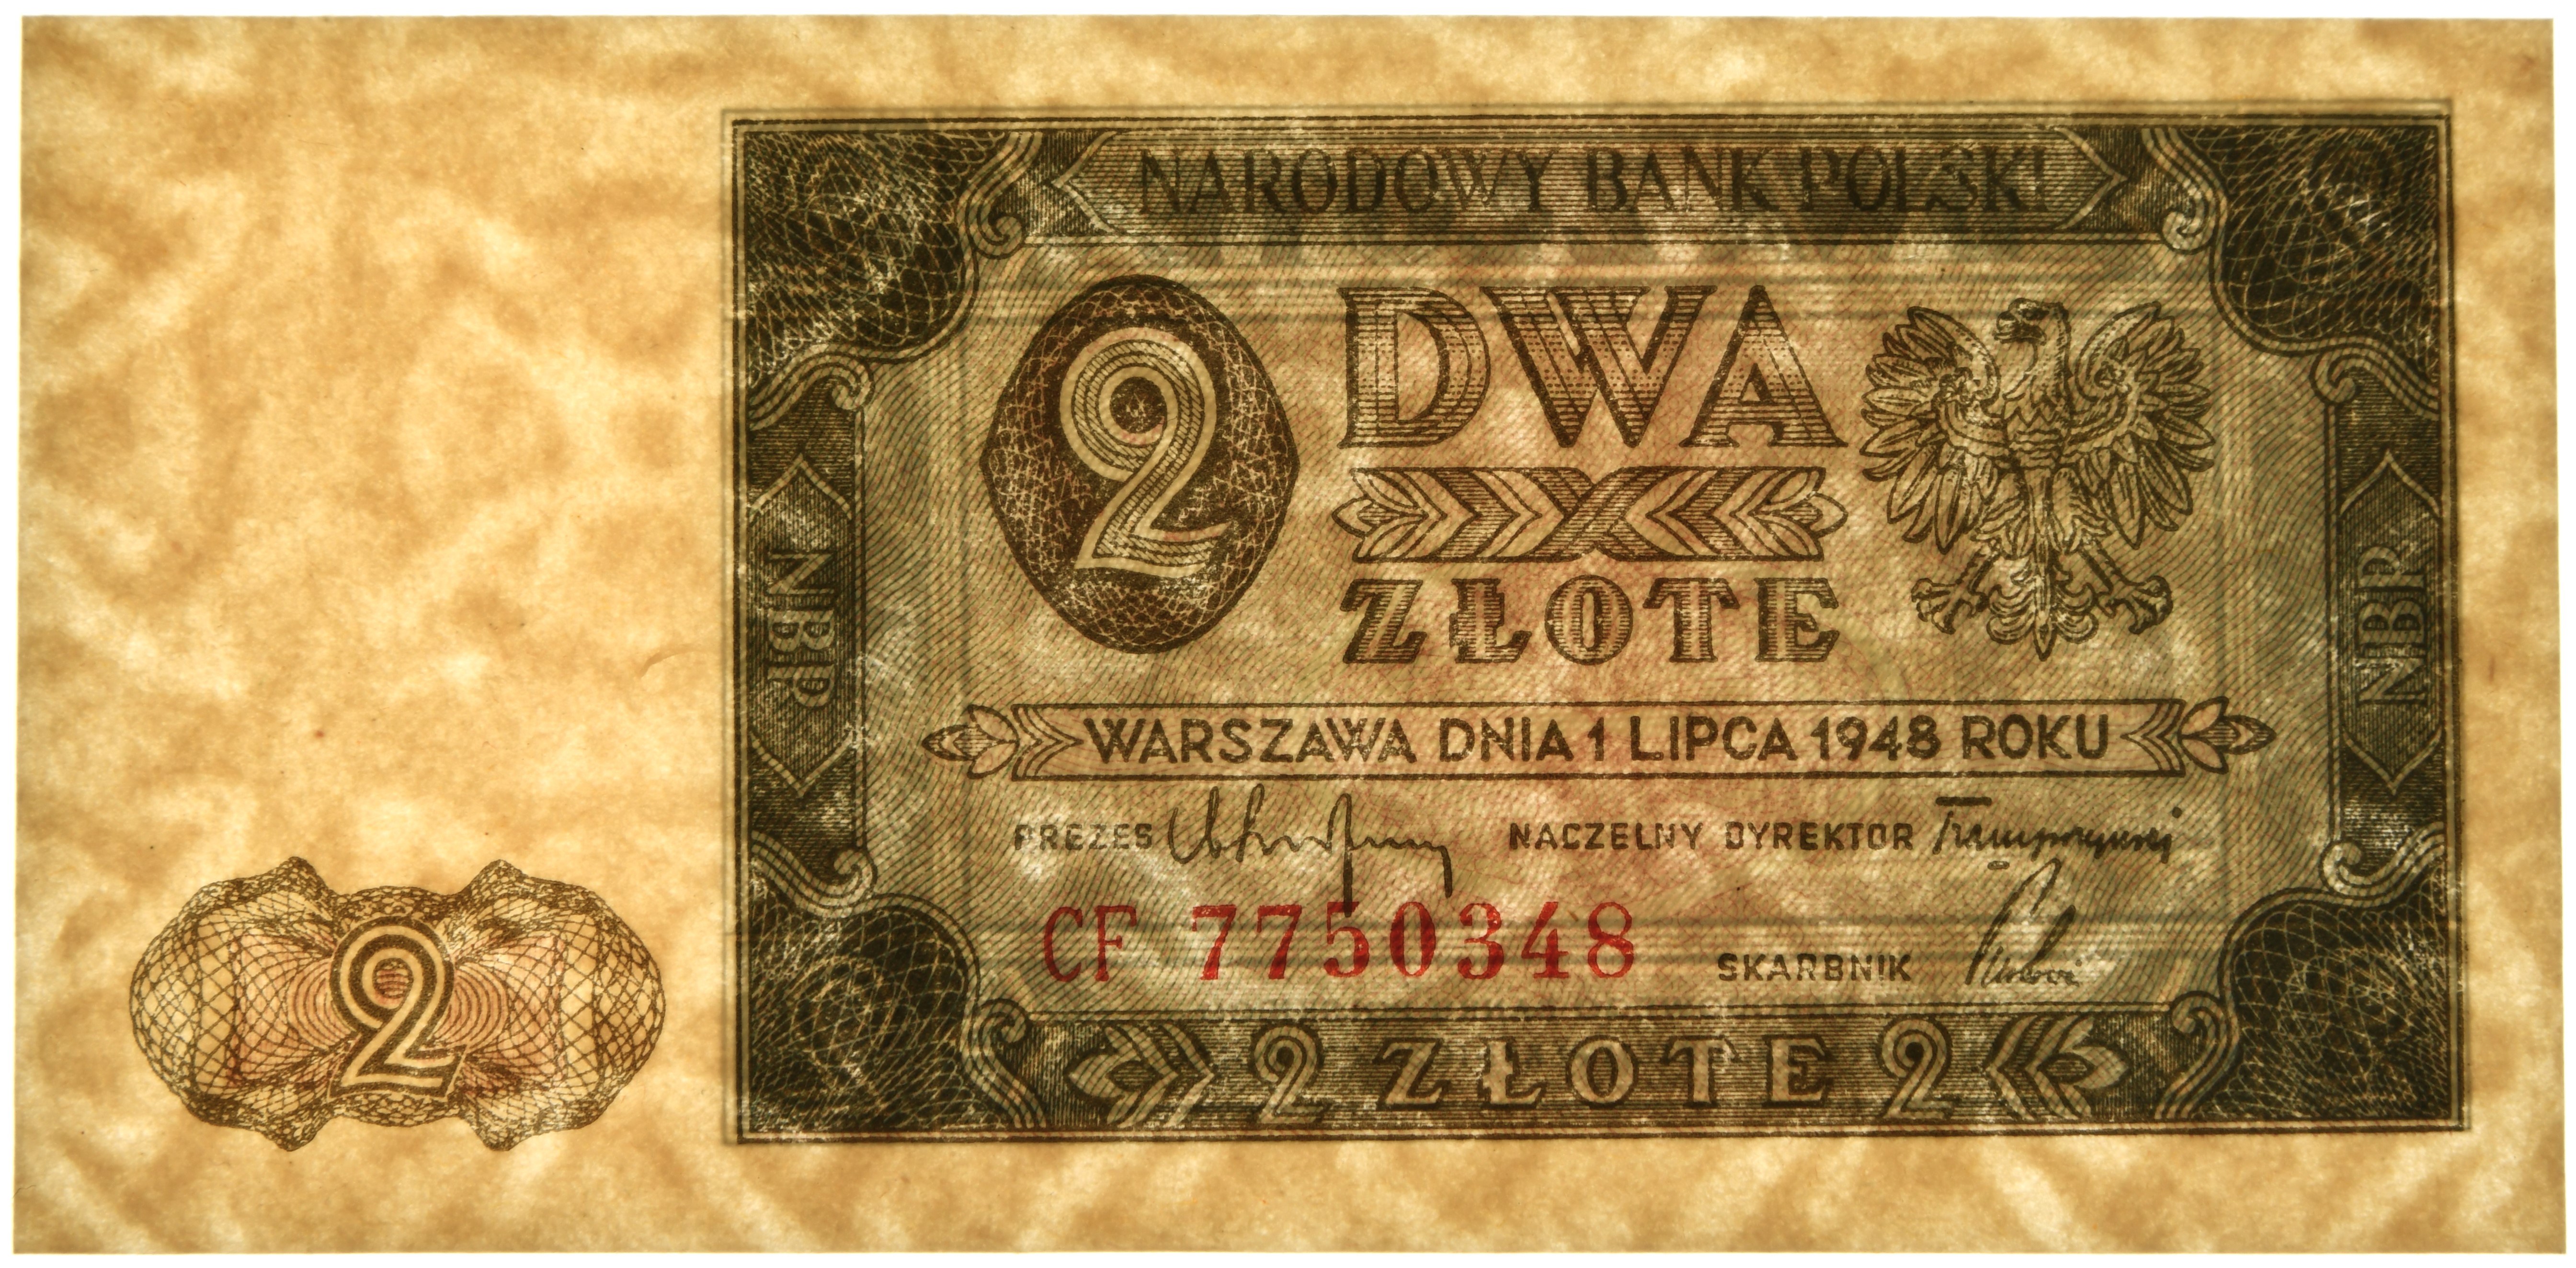 NARODOWY BANK POLSKI
2 DWA
ZŁOTE
NBP
NBP
WARSZAWA DNIA 1 LIPCA 1948 ROKU
PREZES NACZELNY DYREKTOR
CF 7750348
SKARBNIK
2
2 ZŁOTE 2